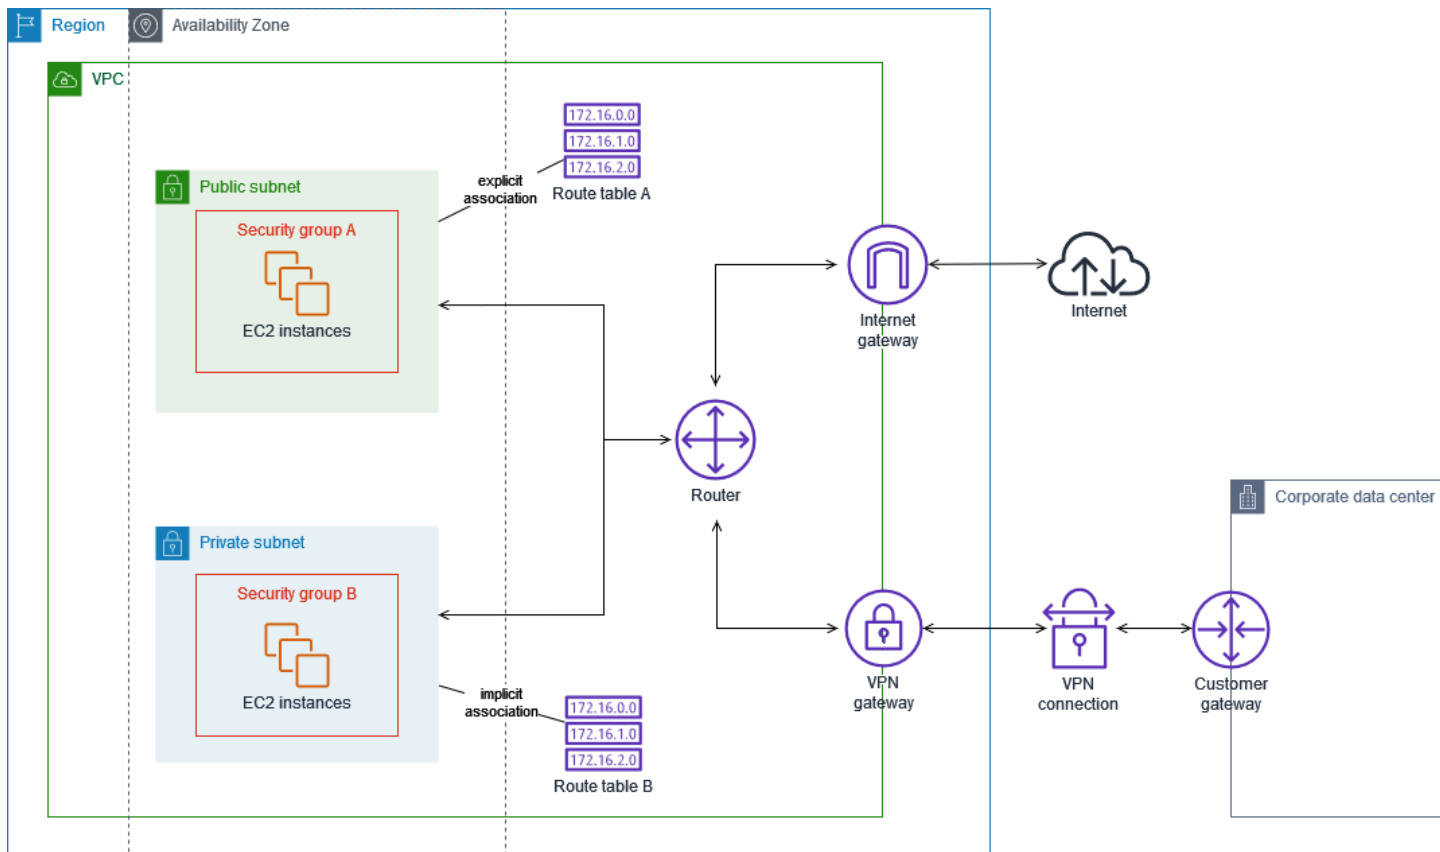 Region
Availability Zone
VPC
172.16.0.0
172.16.1.0
172.16.2.0
Route table A
explicit
association
Public subnet
Security group A
EC2 instances
Internet
gateway
Internet
Router
Corporate data center
Private subnet
Security group B
EC2 instances
implicit
association
172.16.0.0
172.16.1.0
172.16.2.0
Route table B
VPN
gateway
VPN
connection
Customer
gateway